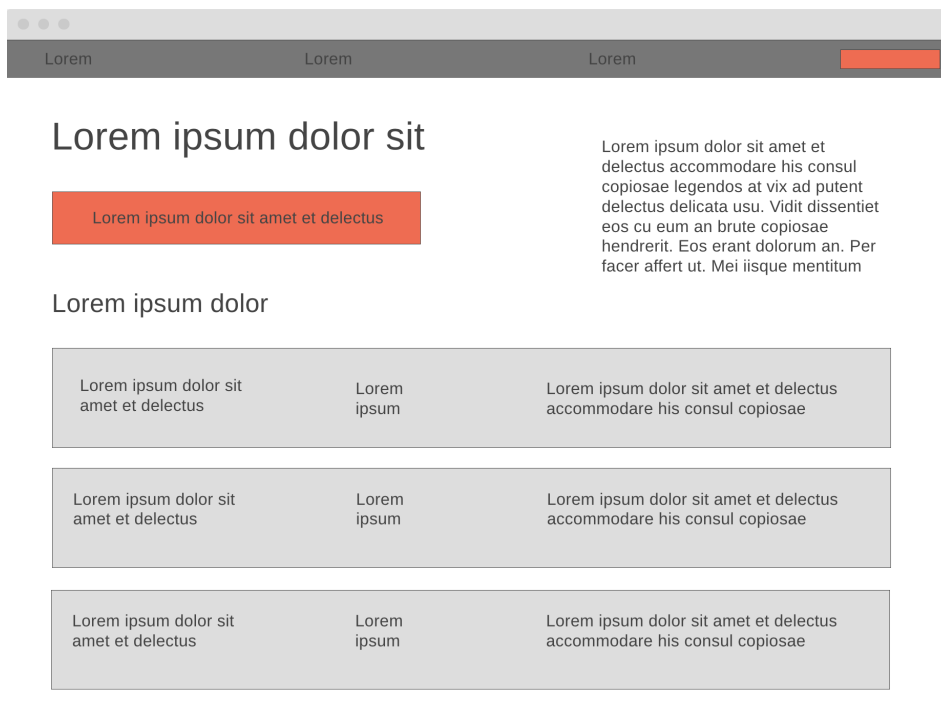 Lorem
Lorem
Lorem
Lorem ipsum dolor sit
Lorem ipsum dolor sit amet et delectus
Lorem ipsum dolor sit amet et
delectus accommodare his consul
copiosae legendos at vix ad putent
delectus delicata usu. Vidit dissentiet
eos cu eum an brute copiosae
hendrerit. Eos erant dolorum an. Per
facer affert ut. Mei iisque mentitum
Lorem ipsum dolor
Lorem ipsum dolor sit
amet et delectus
Lorem
ipsum
Lorem ipsum dolor sit amet et delectus
accommodare his consul copiosae
Lorem ipsum dolor sit
amet et delectus
Lorem
ipsum
Lorem ipsum dolor sit amet et delectus
accommodare his consul copiosae
Lorem ipsum dolor sit
amet et delectus
Lorem
ipsum
Lorem ipsum dolor sit amet et delectus
accommodare his consul copiosae